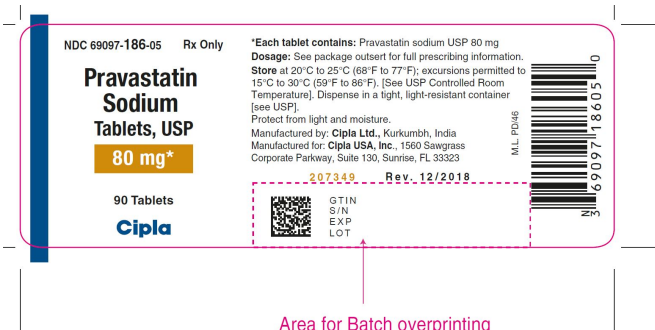 NDC 69097-186-05 Rx Only
Pravastatin
Sodium
Tablets, USP
80 mg*
90 Tablets
Cipla
*Each tablet contains: Pravastatin sodium USP 80 mg
Dosage: See package outsert for full prescribing information.
Store at 20°C to 25°C (68°F to 77°F); excursions permitted to
15°C to 30°C (59°F to 86°F). [See USP Controlled Room
Temperature]. Dispense in a tight, light-resistant container
[see USP].
Protect from light and moisture.
Manufactured by: Cipla Ltd., Kurkumbh, India
Manufactured for: Cipla USA, Inc., 1560 Sawgrass
Corporate Parkway, Suite 130, Sunrise, FL 33323
207349 Rev. 12/2018
GTIN
S/N
EXP
LOT
M.L. PD/46
N 3 69097 18605 0
Area for Batch overprinting